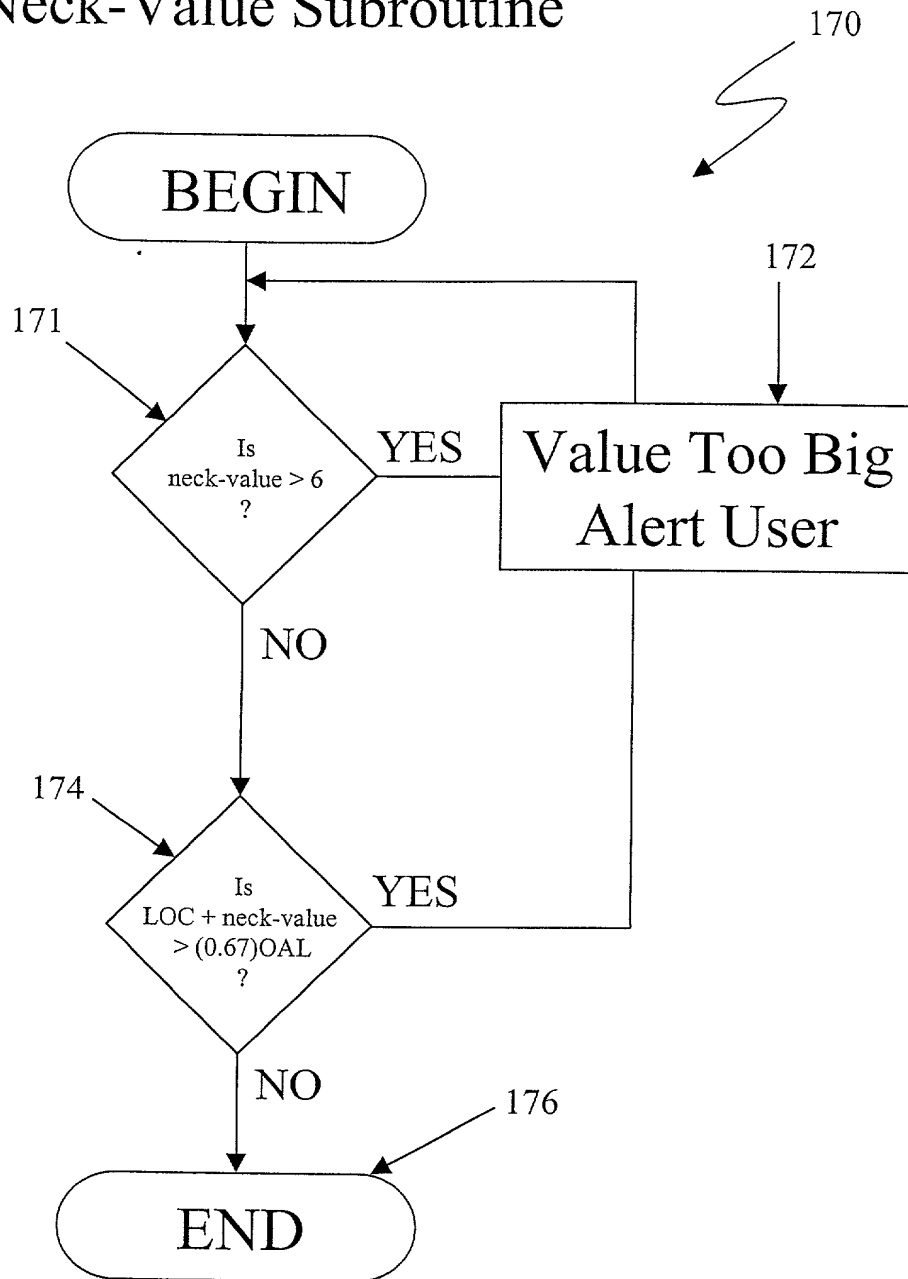 Neck-Value Subroutine
170
BEGIN
172
171
Is
neck-value > 6
?
YES
Value Too Big
Alert User
NO
174
Is
LOC + neck-value
> (0.67)OAL
?
YES
NO
176
END